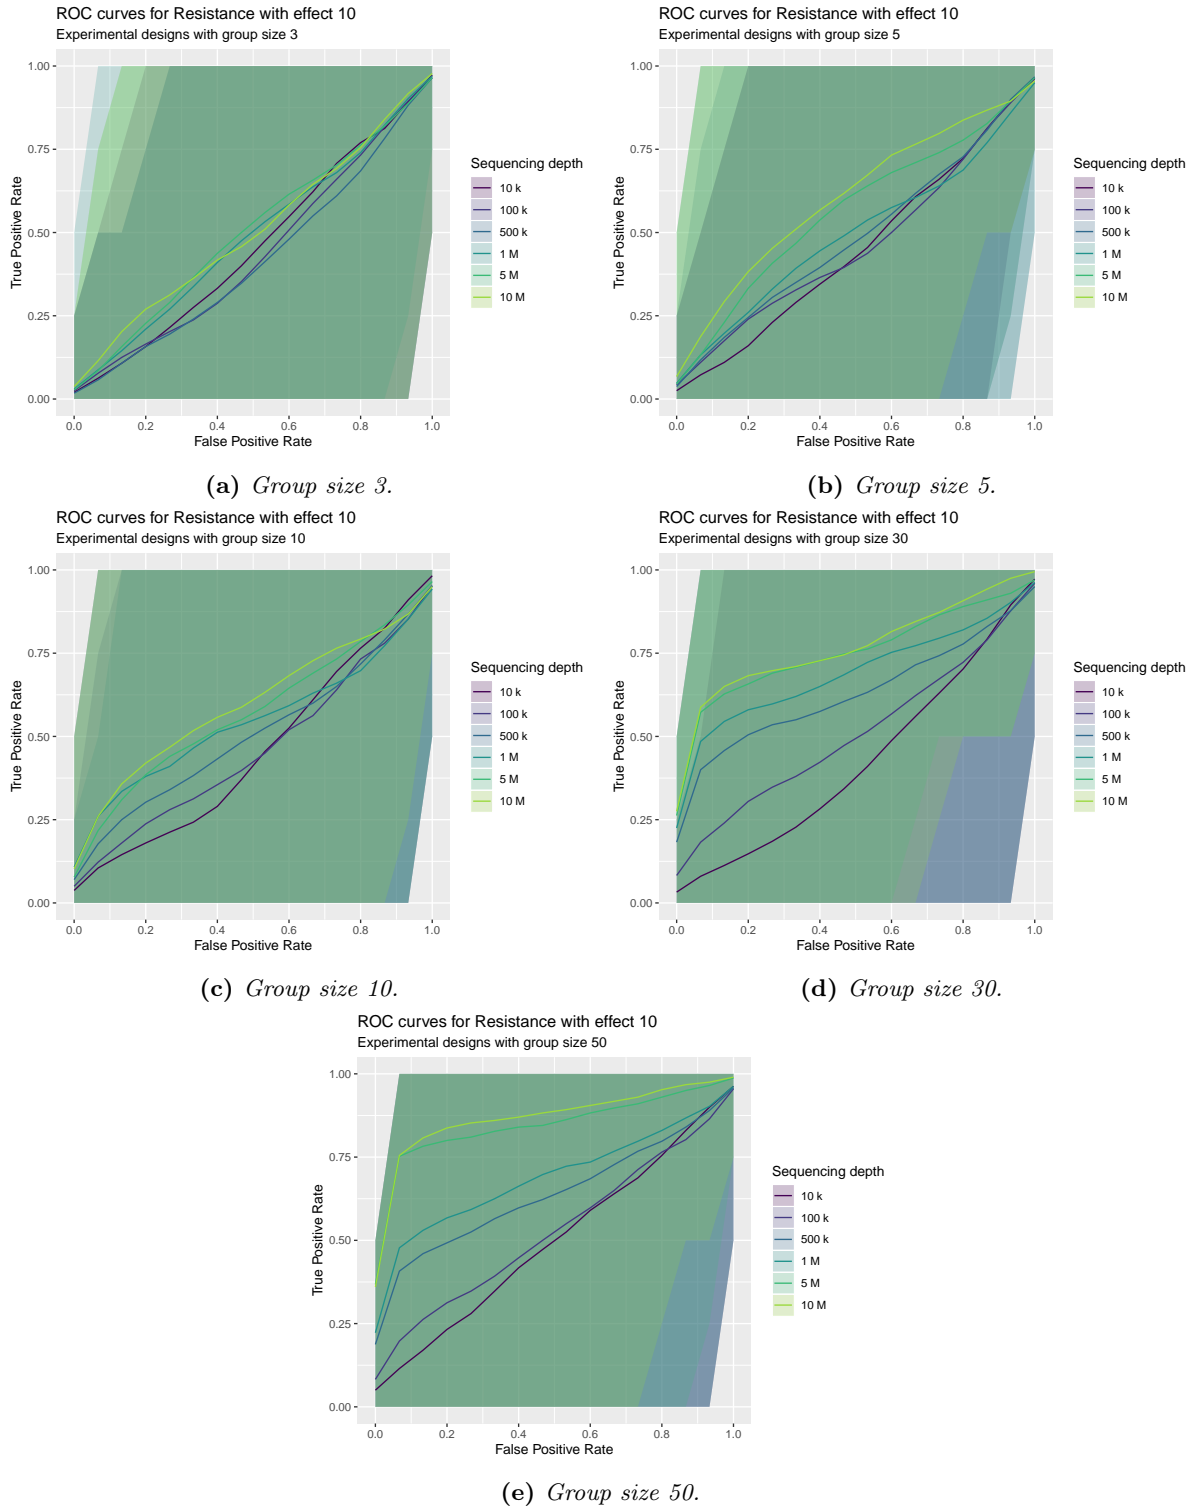 ROC curves for Resistance with effect 10
Experimental designs with group size 3
1.00
0.75
0.50
0.25
0.00
True Positive Rate
0.0 0.2 0.4 0.6 0.8 1.0
False Positive Rate
Sequencing depth
10 k
100 k
500 k
1 M
5 M
10 M
(a) Group size 3.
ROC curves for Resistance with effect 10
Experimental designs with group size 5
1.00
0.75
0.50
0.25
0.00
True Positive Rate
0.0 0.2 0.4 0.6 0.8 1.0
False Positive Rate
Sequencing depth
10 k
100 k
500 k
1 M
5 M
10 M
(b) Group size 5.
ROC curves for Resistance with effect 10
Experimental designs with group size 10
1.00
0.75
0.50
0.25
0.00
True Positive Rate
0.0 0.2 0.4 0.6 0.8 1.0
False Positive Rate
Sequencing depth
10 k
100 k
500 k
1 M
5 M
10 M
(c) Group size 10.
ROC curves for Resistance with effect 10
Experimental designs with group size 30
1.00
0.75
0.50
0.25
0.00
True Positive Rate
0.0 0.2 0.4 0.6 0.8 1.0
False Positive Rate
Sequencing depth
10 k
100 k
500 k
1 M
5 M
10 M
(d) Group size 30.
ROC curves for Resistance with effect 10
Experimental designs with group size 50
1.00
0.75
0.50
0.25
0.00
True Positive Rate
0.0 0.2 0.4 0.6 0.8 1.0
False Positive Rate
Sequencing depth
10 k
100 k
500 k
1 M
5 M
10 M
(e) Group size 50.